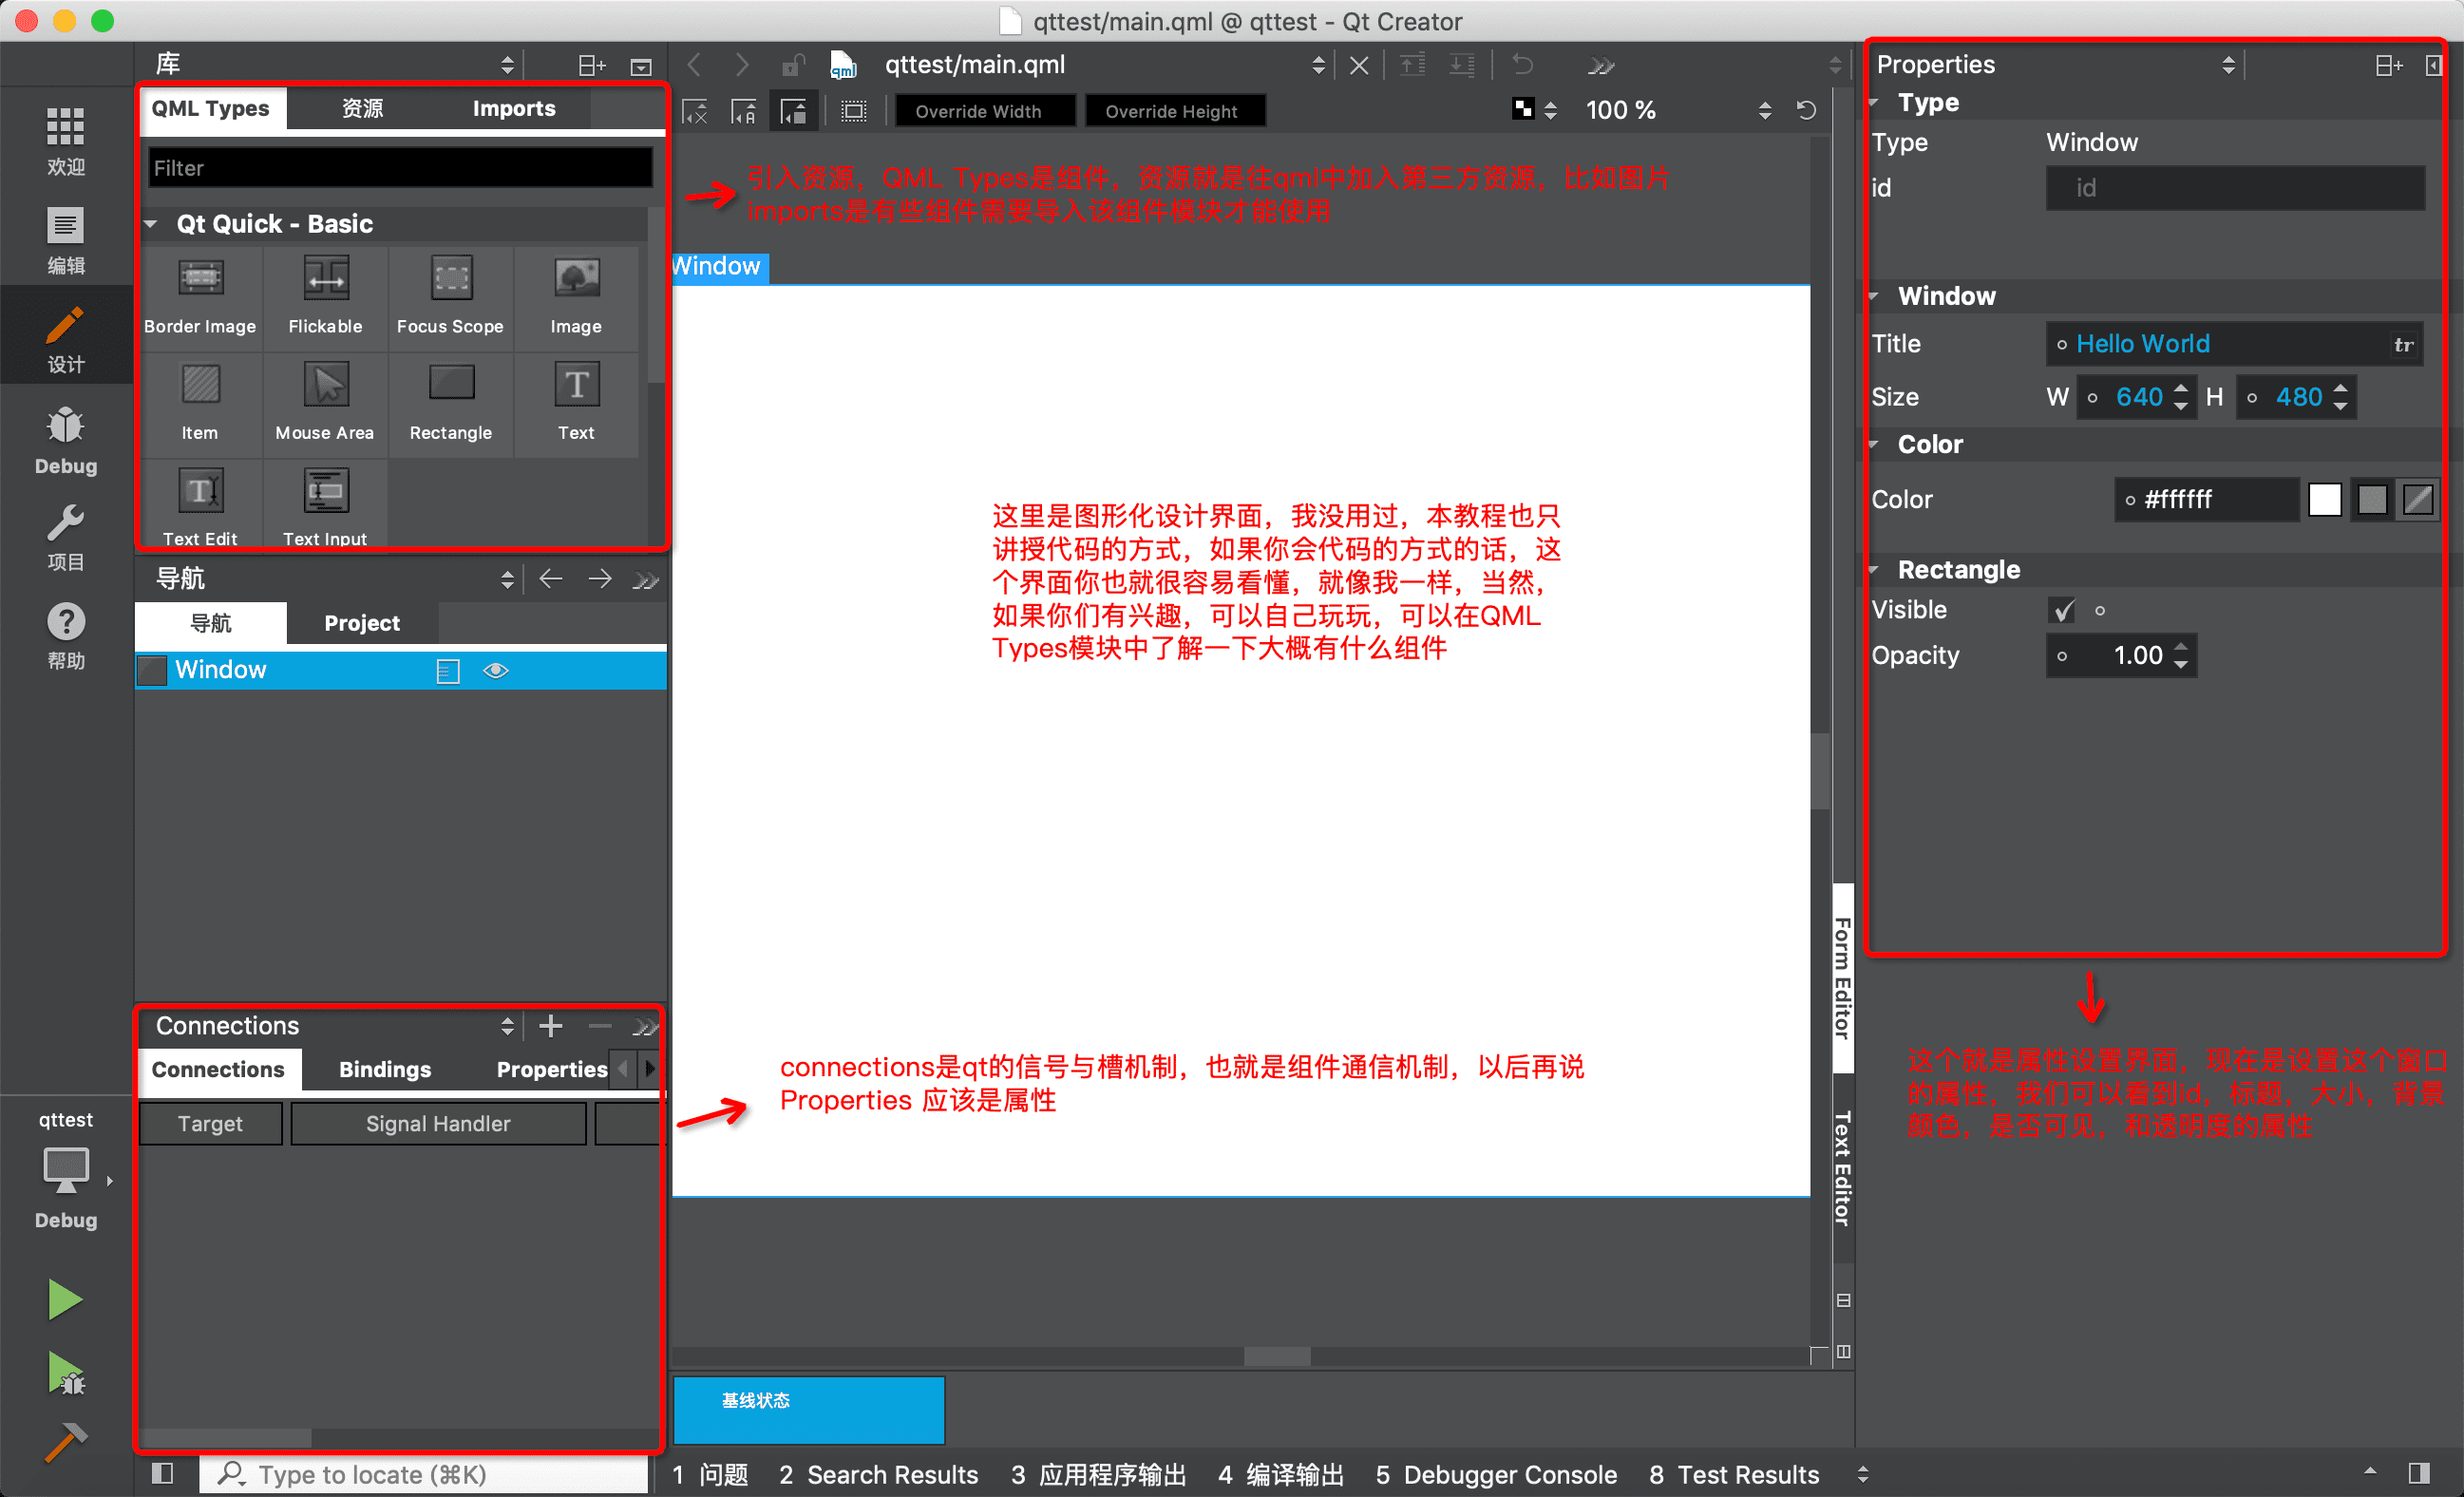 qttest/main.qml @ qttest - Qt Creator
欢迎
编辑
设计
Debug
项目
帮助
qttest
Debug
库
QML Types 资源 Imports
Filter
Qt Quick - Basic
Border Image Flickable Focus Scope Image
Item Mouse Area Rectangle Text
Text Edit Text Input
导航
导航 Project
Window
Connections
Connections Bindings Properties
Target Signal Handler
Type to locate (⌘K)
qml qttest/main.qml
Override Width Override Height 100 %
引入资源，QML Types是组件，资源就是往qml中加入第三方资源，比如图片
imports是有些组件需要导入该组件模块才能使用
Window
这里是图形化设计界面，我没用过，本教程也只
讲授代码的方式，如果你会代码的方式的话，这
个界面你也就很容易看懂，就像我一样，当然，
如果你们有兴趣，可以自己玩玩，可以在QML
Types模块中了解一下大概有什么组件
connections是qt的信号与槽机制，也就是组件通信机制，以后再说
Properties 应该是属性
Form Editor
Text Editor
基线状态
1 问题 2 Search Results 3 应用程序输出 4 编译输出 5 Debugger Console 8 Test Results
Properties
Type
Type Window
id id
Window
Title Hello World tr
Size W 640 H 480
Color
Color #ffffff
Rectangle
Visible
Opacity 1.00
这个就是属性设置界面，现在是设置这个窗口
的属性，我们可以看到id，标题，大小，背景
颜色，是否可见，和透明度的属性